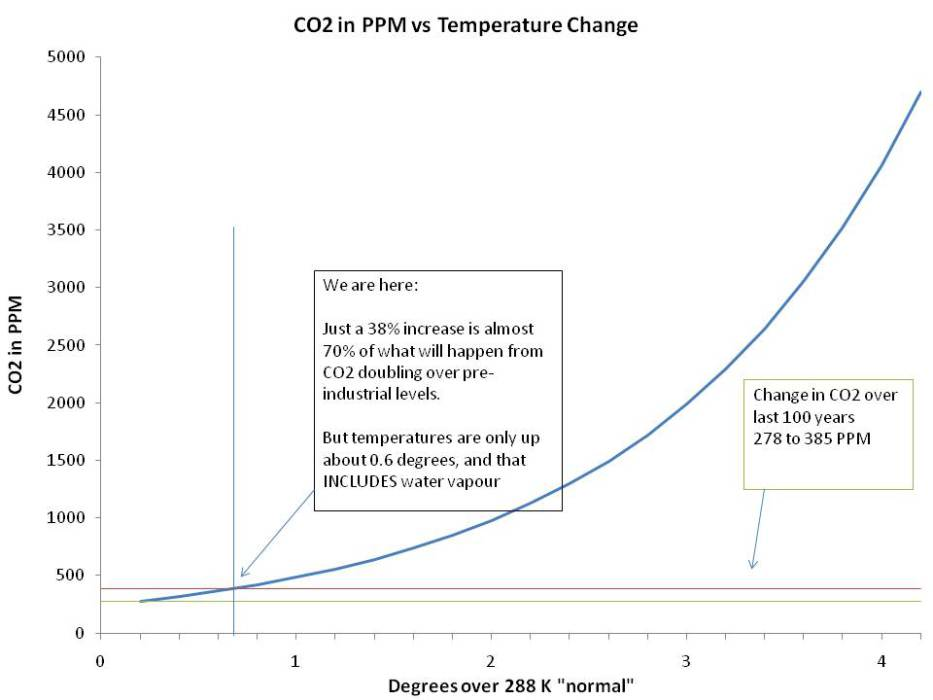 CO2 in PPM vs Temperature Change
5000
4500
4000
3500
3000
2500
2000
1500
1000
500
0
CO2 in PPM
We are here:
Just a 38% increase is almost
70% of what will happen from
CO2 doubling over pre-
industrial levels.
But temperatures are only up
about 0.6 degrees, and that
INCLUDES water vapour
Change in CO2 over
last 100 years
278 to 385 PPM
0
1
2
3
4
Degrees over 288 K "normal"